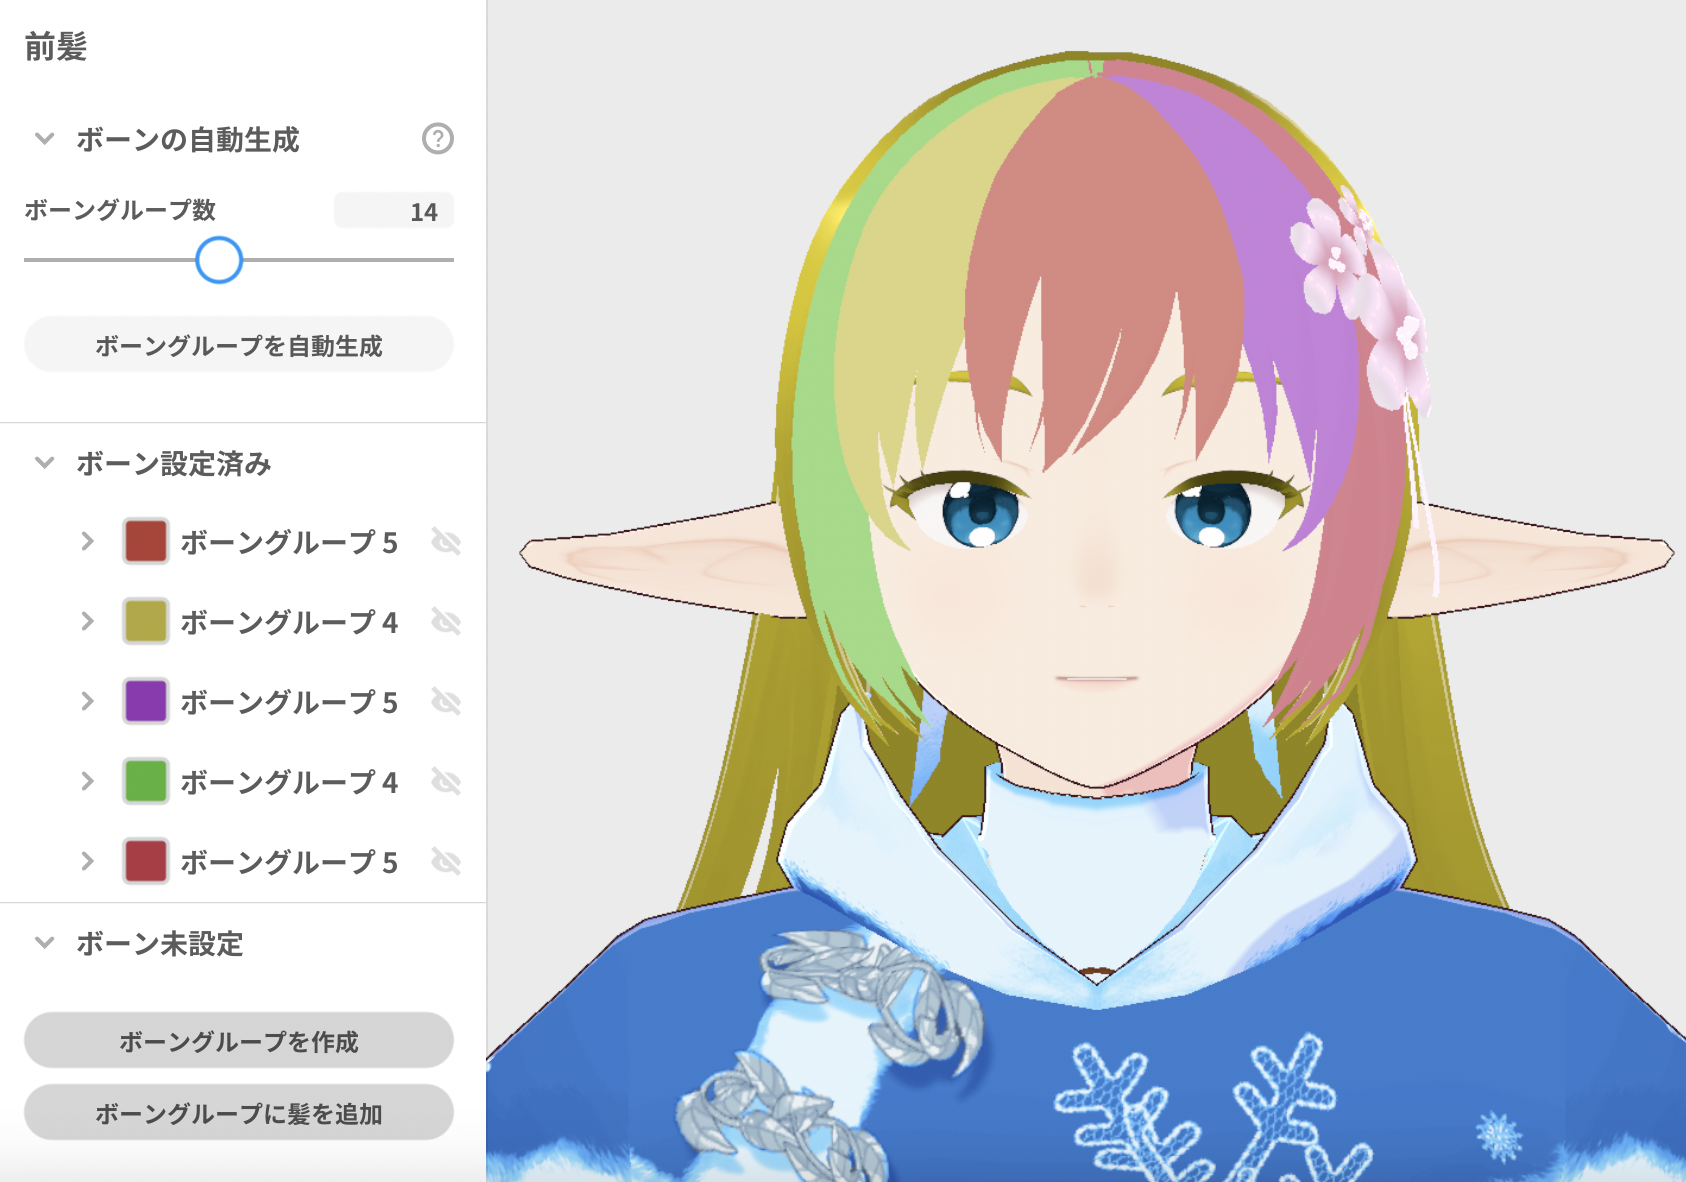 前髪
ボーンの自動生成
ボーングループ数 14
ボーングループを自動生成
ボーン設定済み
ボーングループ 5
ボーングループ 4
ボーングループ 5
ボーングループ 4
ボーングループ 5
ボーン未設定
ボーングループを作成
ボーングループに髪を追加